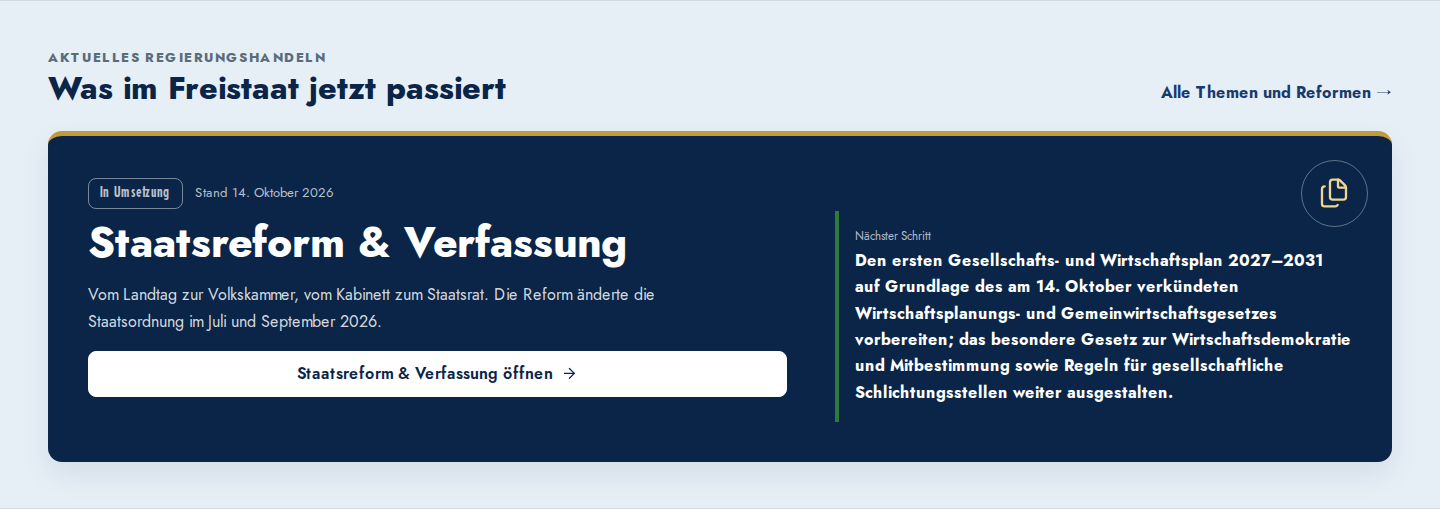 AKTUELLES REGIERUNGSHANDELN
Was im Freistaat jetzt passiert
Alle Themen und Reformen →
In Umsetzung
Stand 14. Oktober 2026
Staatsreform & Verfassung
Vom Landtag zur Volkskammer, vom Kabinett zum Staatsrat. Die Reform änderte die
Staatsordnung im Juli und September 2026.
Staatsreform & Verfassung öffnen →
Nächster Schritt
Den ersten Gesellschafts- und Wirtschaftsplan 2027–2031
auf Grundlage des am 14. Oktober verkündeten
Wirtschaftsplanungs- und Gemeinwirtschaftsgesetzes
vorbereiten; das besondere Gesetz zur Wirtschaftsdemokratie
und Mitbestimmung sowie Regeln für gesellschaftliche
Schlichtungsstellen weiter ausgestalten.